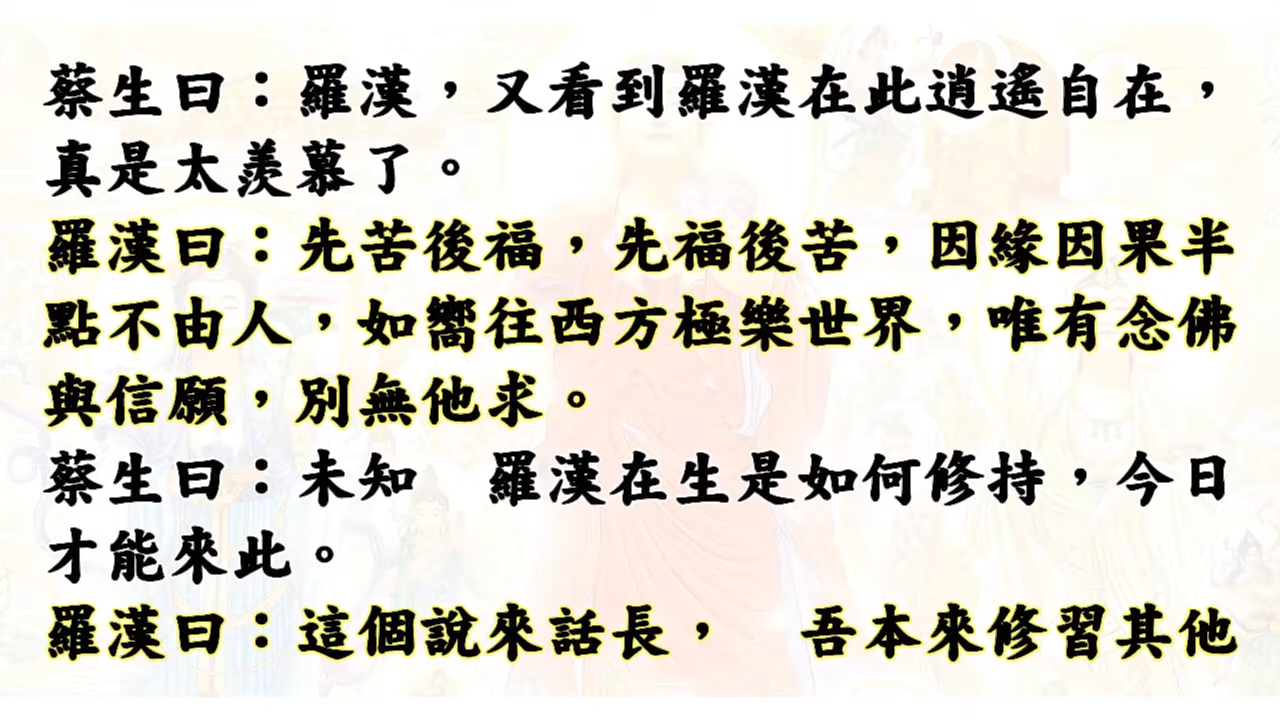 蔡生曰：羅漢，又看到羅漢在此逍遙自在，
真是太羨慕了。
羅漢曰：先苦後福，先福後苦，因緣因果半
點不由人，如嚮往西方極樂世界，唯有念佛
與信願，別無他求。
蔡生曰：未知　羅漢在生是如何修持，今日
才能來此。
羅漢曰：這個說來話長，　吾本來修習其他